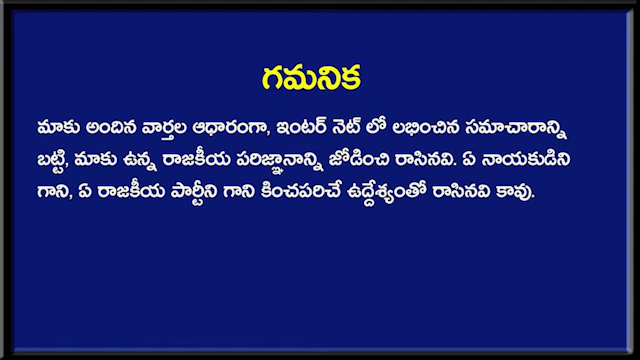 గమనిక
మాకు అందిన వార్తల ఆధారంగా, ఇంటర్ నెట్ లో లభించిన సమాచారాన్ని
బట్టి, మాకు ఉన్న రాజకీయ పరిజ్ఞానాన్ని జోడించి రాసినవి. ఏ నాయకుడిని
గాని, ఏ రాజకీయ పార్టీని గాని కించపరిచే ఉద్దేశ్యంతో రాసినవి కావు.